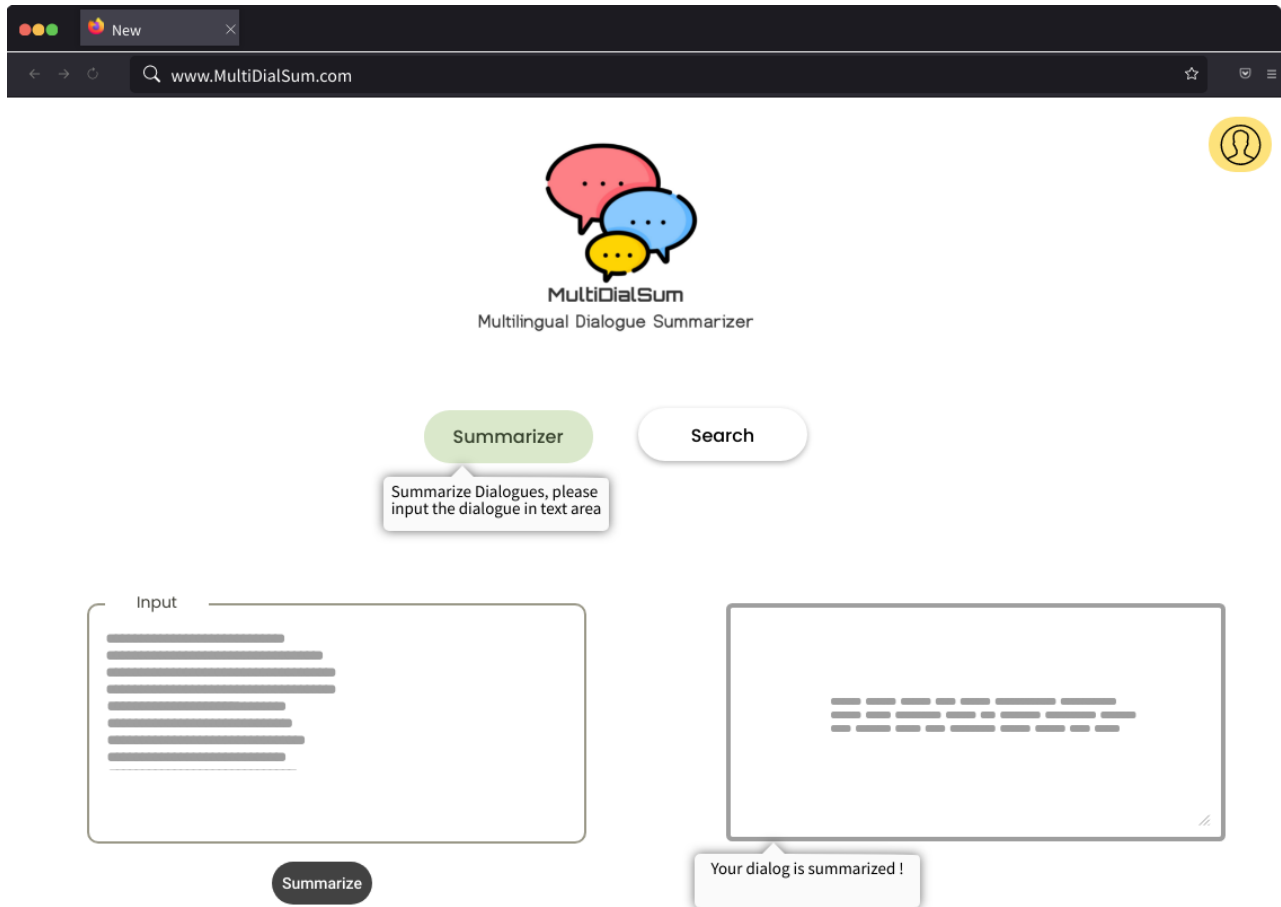 New
www.MultiDialSum.com
MultiDialSum
Multilingual Dialogue Summarizer
Summarizer
Search
Summarize Dialogues, please
input the dialogue in text area
Input
Summarize
Your dialog is summarized !